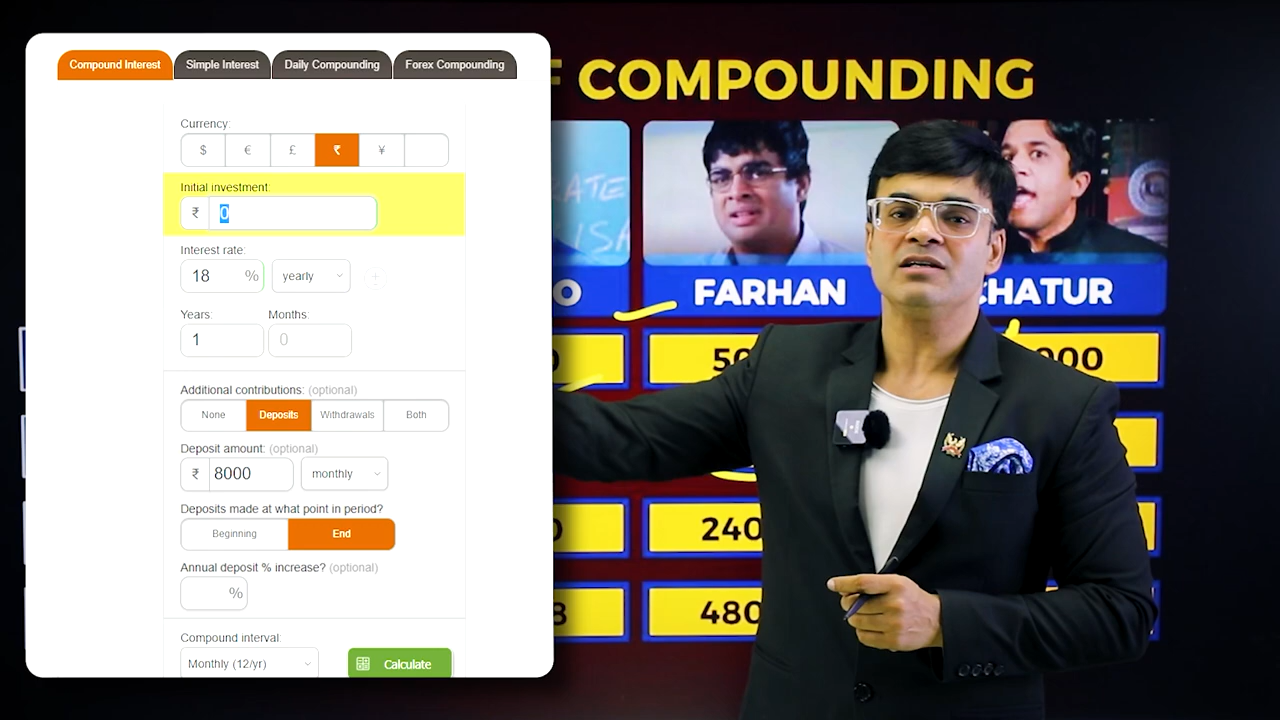 Compound Interest
Simple Interest
Daily Compounding
Forex Compounding
Currency:
$
€
£
₹
¥
Initial investment:
₹ 0
Interest rate:
18 %
yearly
Years:
Months:
1
0
Additional contributions: (optional)
None
Deposits
Withdrawals
Both
Deposit amount: (optional)
₹ 8000
monthly
Deposits made at what point in period?
Beginning
End
Annual deposit % increase? (optional)
%
Compound interval:
Monthly (12/yr)
Calculate
COMPOUNDING
FARHAN
CHATUR
50
000
240
480